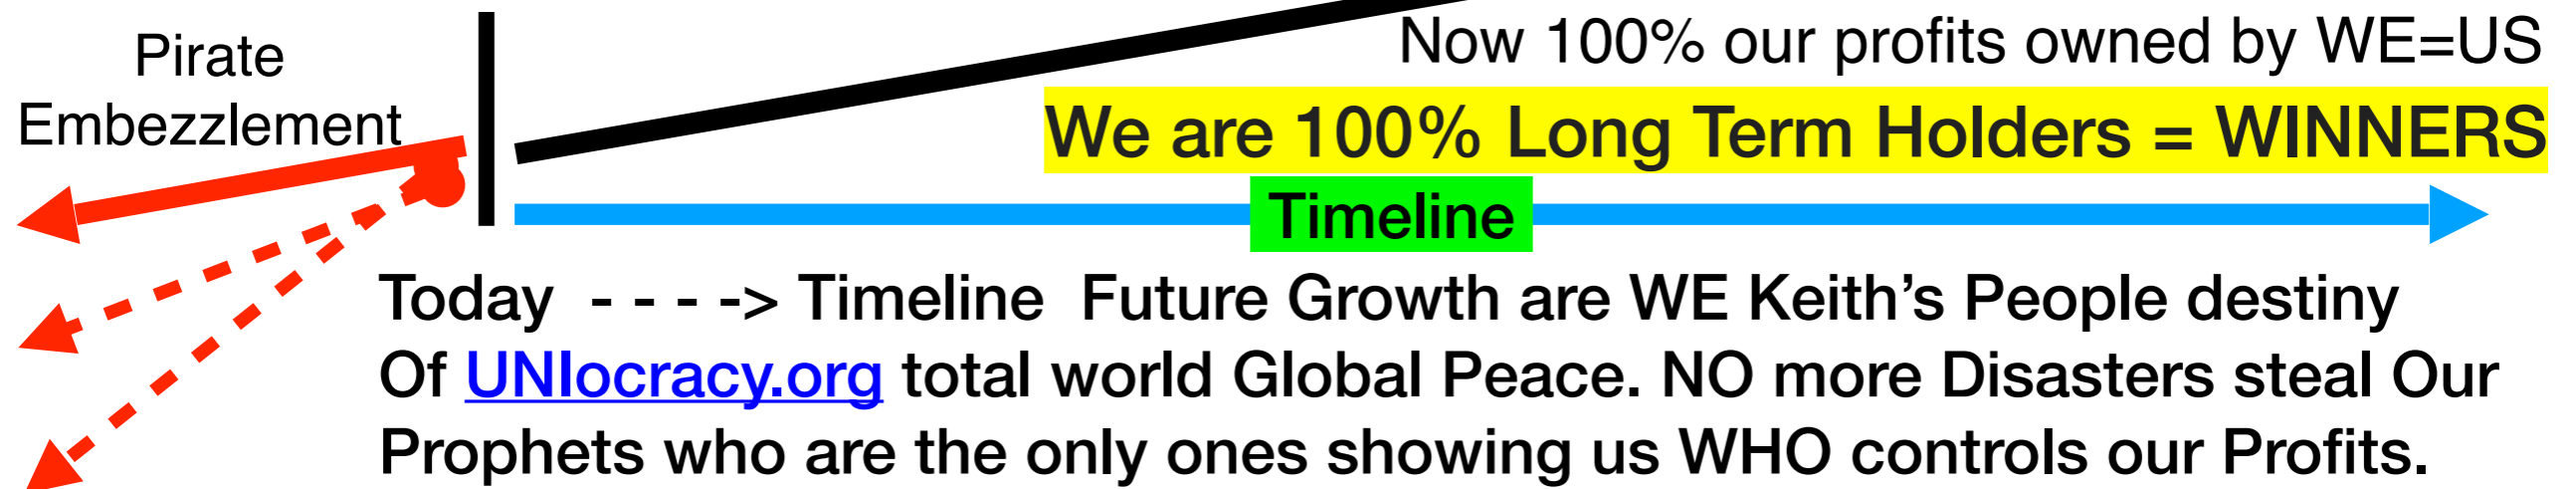 Pirate
Embezzlement
Now 100% our profits owned by WE=US
We are 100% Long Term Holders = WINNERS
Timeline
Today - - - -> Timeline Future Growth are WE Keith’s People destiny
Of UNIocracy.org total world Global Peace. NO more Disasters steal Our
Prophets who are the only ones showing us WHO controls our Profits.